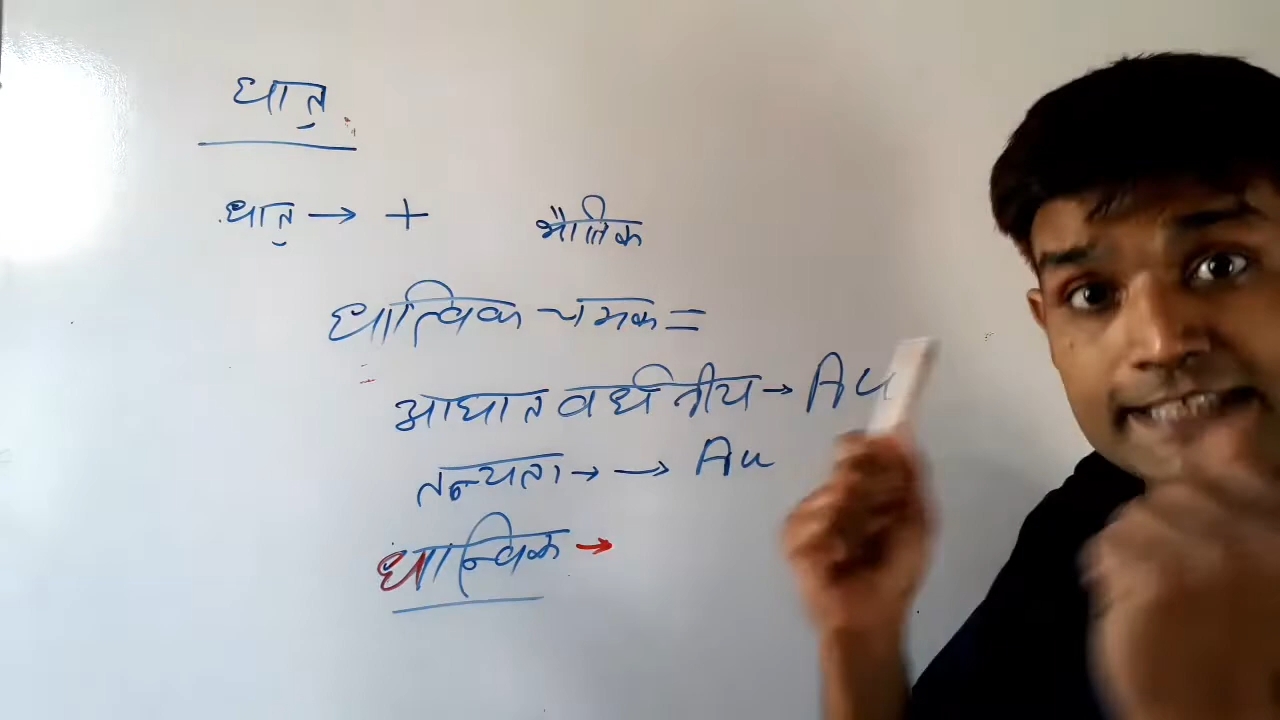 धातु
धातु → + भौतिक
धात्विक चमक =
आघातवर्धनीय → Au
तन्यता → → Au
धान्विक →